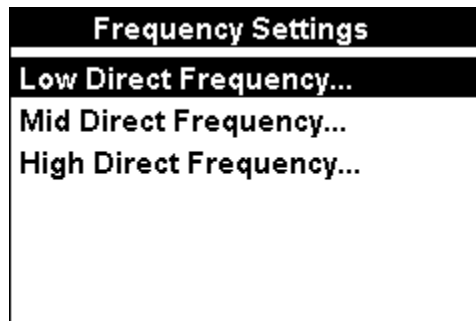 Frequency Settings
Low Direct Frequency...
Mid Direct Frequency...
High Direct Frequency...